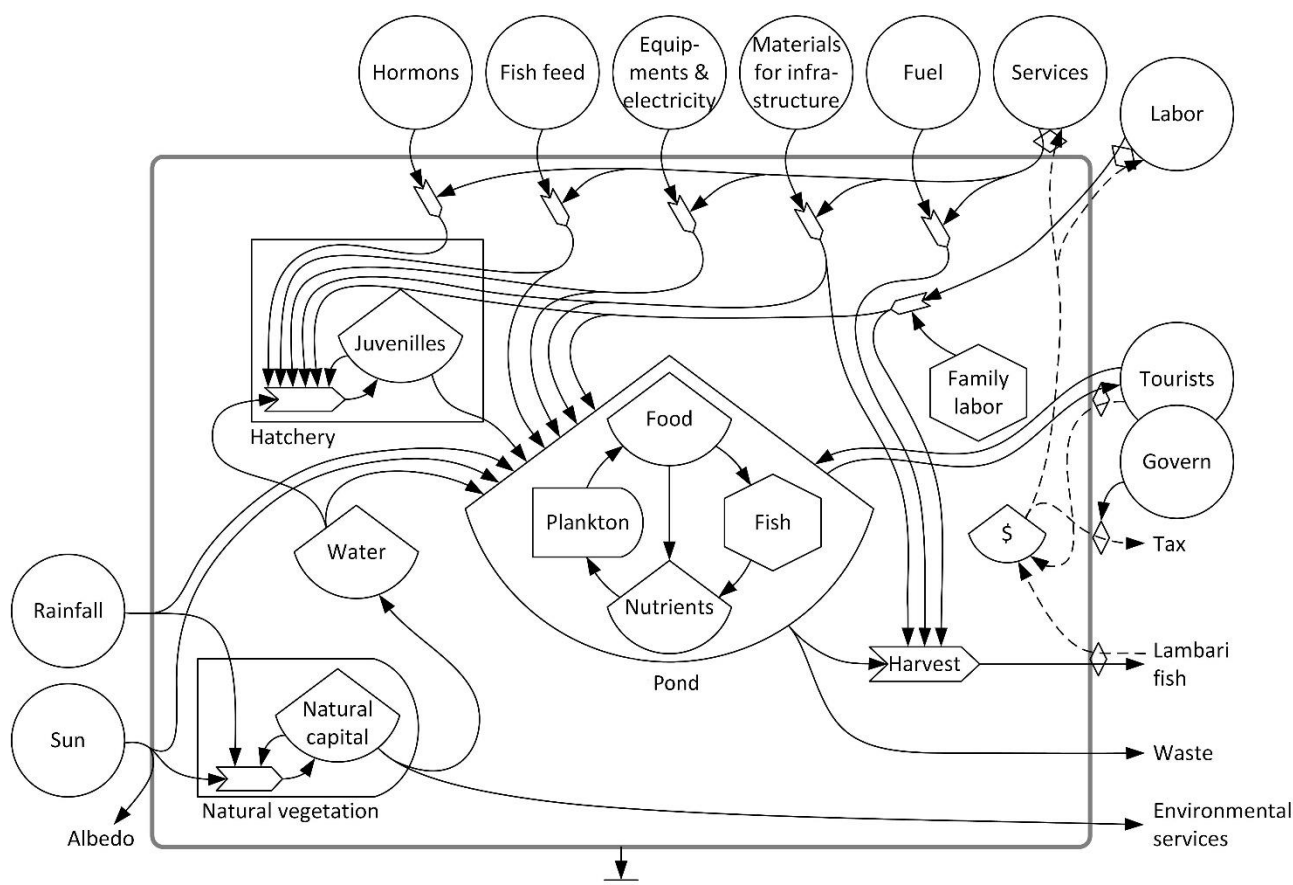 Hormons
Fish feed
Equip-
ments &
electricity
Materials
for infra-
structure
Fuel
Services
Labor
Juvenilles
Hatchery
Family
labor
Tourists
Govern
Food
Plankton
Fish
Nutrients
Pond
$
Tax
Water
Rainfall
Harvest
Lambari
fish
Sun
Natural
capital
Natural vegetation
Waste
Albedo
Environmental
services